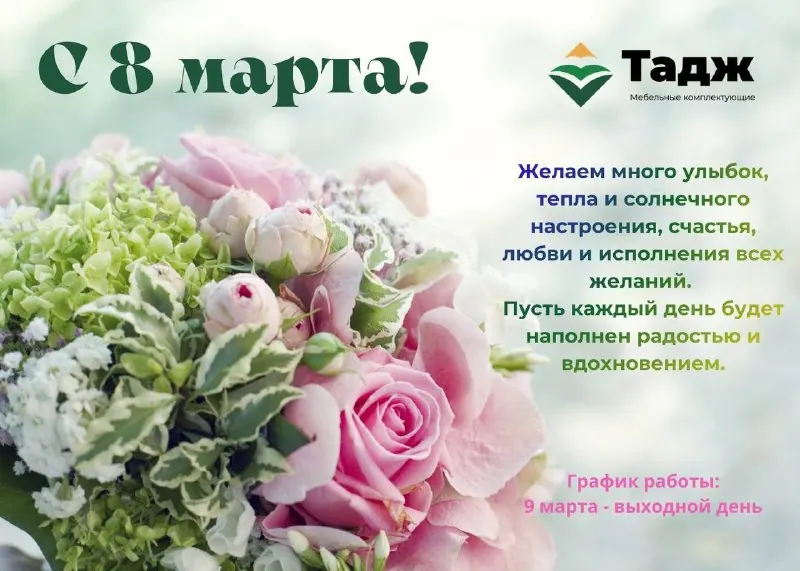 С 8 марта!
Тадж
Мебельные комплектующие
Желаем много улыбок,
тепла и солнечного
настроения, счастья,
любви и исполнения всех
желаний.
Пусть каждый день будет
наполнен радостью и
вдохновением.
График работы:
9 марта - выходной день